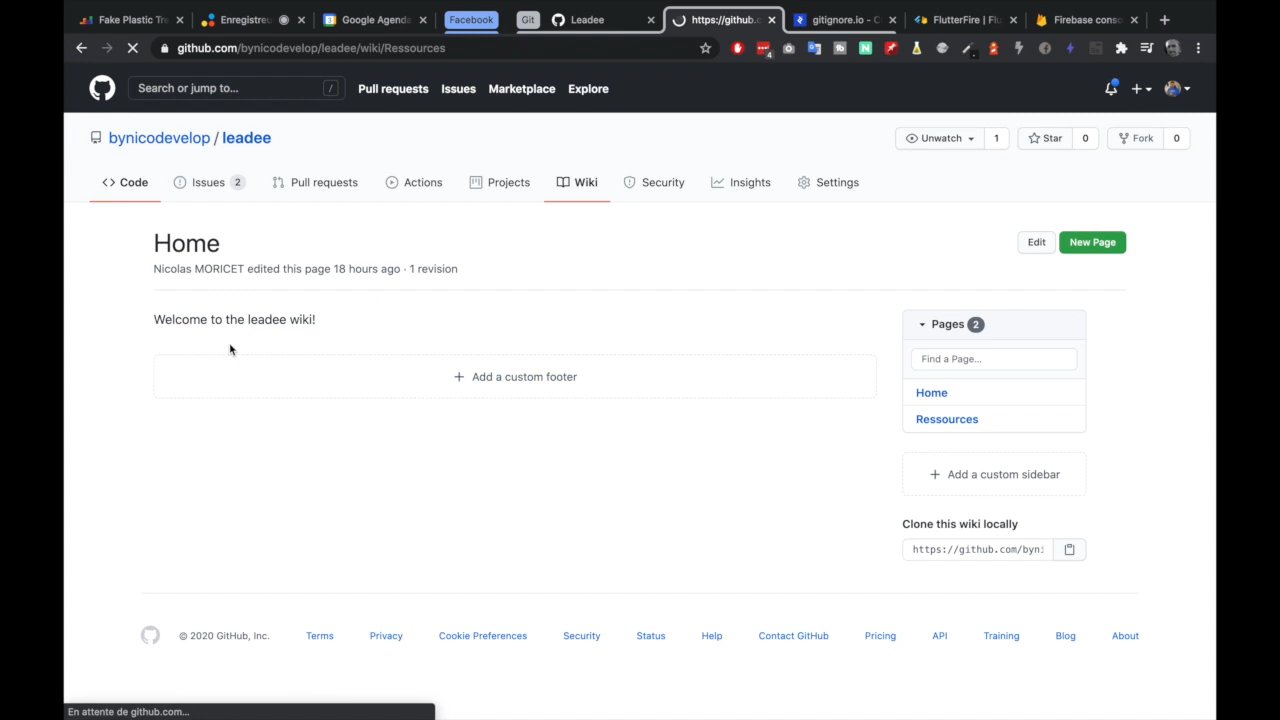 Fake Plastic Tre
Enregistreu
Google Agenda
Facebook
Git
Leadee
https://github.c
gitignore.io - C
FlutterFire | Flu
Firebase conso
github.com/bynicodevelop/leadee/wiki/Ressources
4
Search or jump to...
/
Pull requests
Issues
Marketplace
Explore
bynicodevelop / leadee
Unwatch
1
Star
0
Fork
0
Code
Issues
2
Pull requests
Actions
Projects
Wiki
Security
Insights
Settings
Home
Edit
New Page
Nicolas MORICET edited this page 18 hours ago · 1 revision
Welcome to the leadee wiki!
Add a custom footer
Pages 2
Find a Page...
Home
Ressources
Add a custom sidebar
Clone this wiki locally
https://github.com/byni
© 2020 GitHub, Inc.
Terms
Privacy
Cookie Preferences
Security
Status
Help
Contact GitHub
Pricing
API
Training
Blog
About
En attente de github.com...